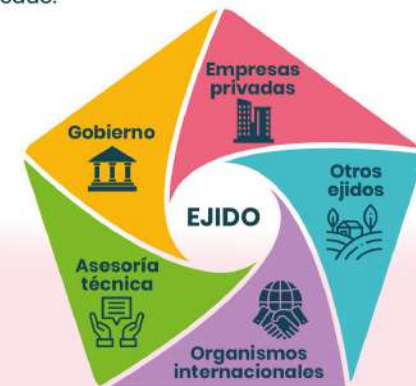 Empresas
privadas
Gobierno
Otros
ejidos
EJIDO
Asesoría
técnica
Organismos
internacionales